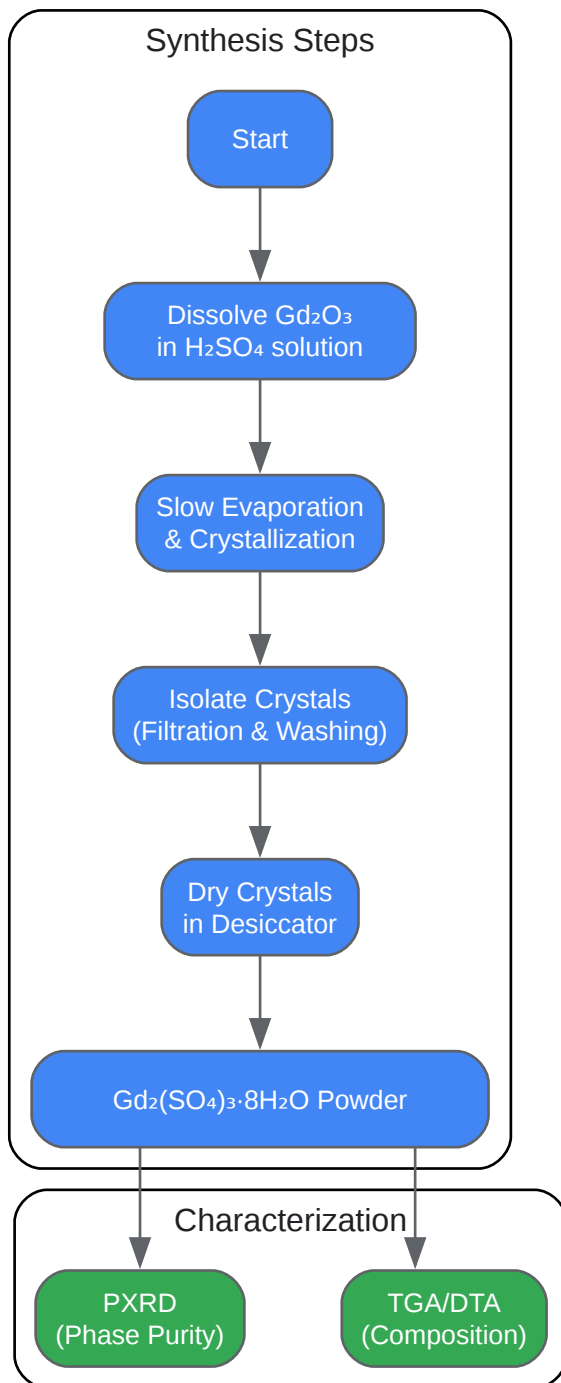 Synthesis Steps
Start
Dissolve Gd₂O₃
in H₂SO₄ solution
Slow Evaporation
& Crystallization
Isolate Crystals
(Filtration & Washing)
Dry Crystals
in Desiccator
Gd₂(SO₄)₃·8H₂O Powder
Characterization
PXRD
(Phase Purity)
TGA/DTA
(Composition)